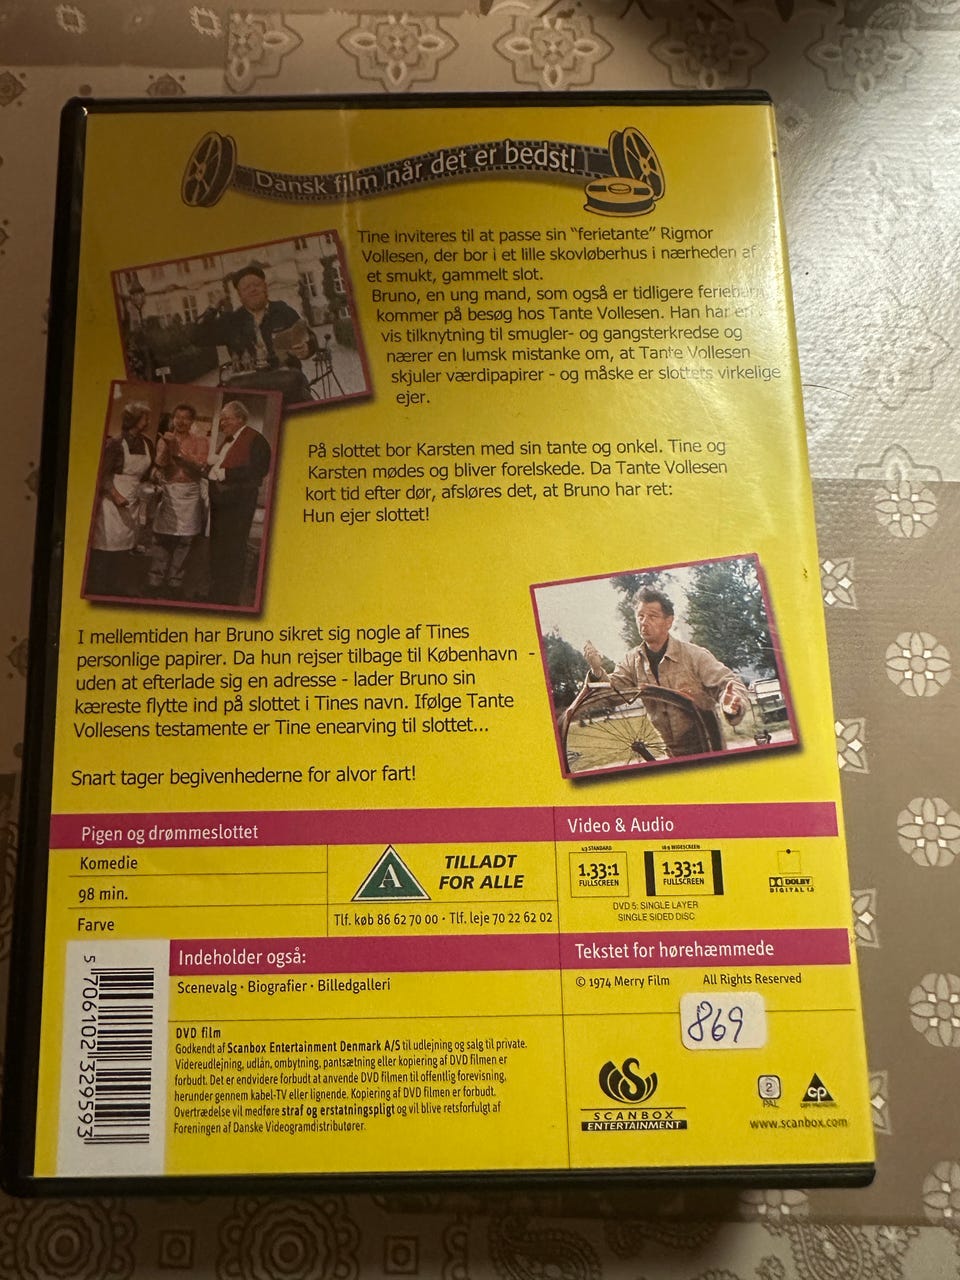 Dansk film når det er bedst!
Tine inviteres til at passe sin "ferietante" Rigmor
Vollesen, der bor i et lille skovløberhus i nærheden af
et smukt, gammelt slot.
Bruno, en ung mand, som også er tidligere
kommer på besøg hos Tante Vollesen. Han har en
vis tilknytning til smugler- og gangsterkredse og
nærer en lumsk mistanke om, at Tante Vollesen
skjuler værdipapirer - og måske er slottets virkelige
ejer.
På slottet bor Karsten med sin tante og onkel. Tine og
Karsten mødes og bliver forelskede. Da Tante Vollesen
kort tid efter dør, afsløres det, at Bruno har ret:
Hun ejer slottet!
I mellemtiden har Bruno sikret sig nogle af Tines
personlige papirer. Da hun rejser tilbage til København -
uden at efterlade sig en adresse - lader Bruno sin
kæreste flytte ind på slottet i Tines navn. Ifølge Tante
Vollesens testamente er Tine enearving til slottet...
Snart tager begivenhederne for alvor fart!
Pigen og drømmeslottet
Komedie
98 min.
Farve
A
TILLADT
FOR ALLE
Tlf. køb 86 62 70 00 · Tlf. leje 70 22 62 02
Video & Audio
4:3 STANDARD
1.33:1
FULLSCREEN
16:9 WIDESCREEN
1.33:1
FULLSCREEN
DOLBY
DIGITAL 1.0
DVD 5: SINGLE LAYER
SINGLE SIDED DISC
Indeholder også:
Scenevalg · Biografier · Billedgalleri
Tekstet for hørehæmmede
© 1974 Merry Film All Rights Reserved
869
DVD film
Godkendt af Scanbox Entertainment Danmark A/S til udlejning og salg til private.
Videreudlejning, udlån, ombytning, pantsætning eller kopiering af DVD filmen er
forbudt. Det er endvidere forbudt at anvende DVD filmen til offentlig forevisning,
herunder gennem kabel-TV eller lignende. Kopiering af DVD filmen er forbudt.
Overtrædelse vil medføre straf og erstatningspligt og vil blive retsforfulgt af
Foreningen af Danske Videogramdistributører.
5 706102 329593
SCANBOX
ENTERTAINMENT
2
PAL
cp
www.scanbox.com